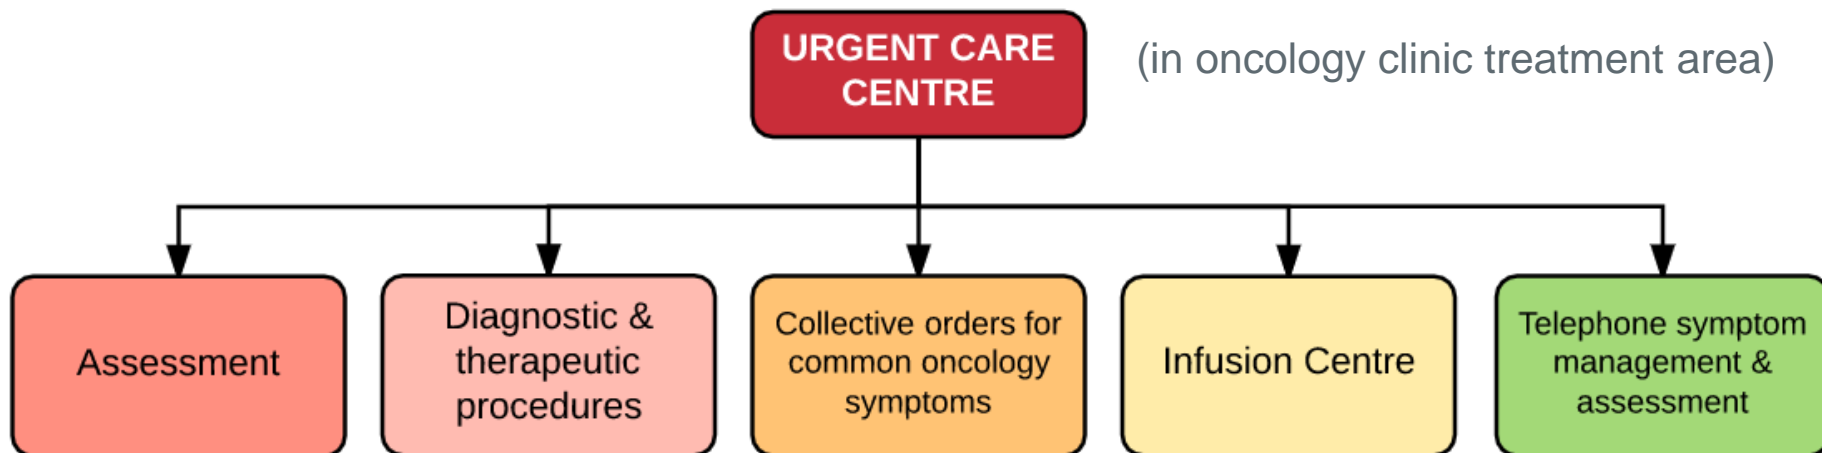 URGENT CARE
CENTRE
(in oncology clinic treatment area)
Assessment
Diagnostic &
therapeutic
procedures
Collective orders for
common oncology
symptoms
Infusion Centre
Telephone symptom
management &
assessment